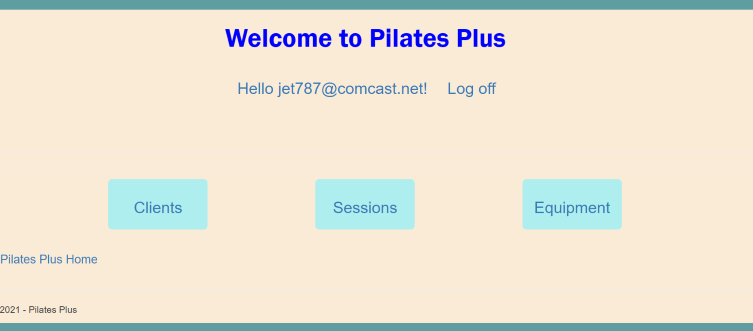 Welcome to Pilates Plus
Hello jet787@comcast.net! Log off
Clients Sessions Equipment
Pilates Plus Home
2021 - Pilates Plus